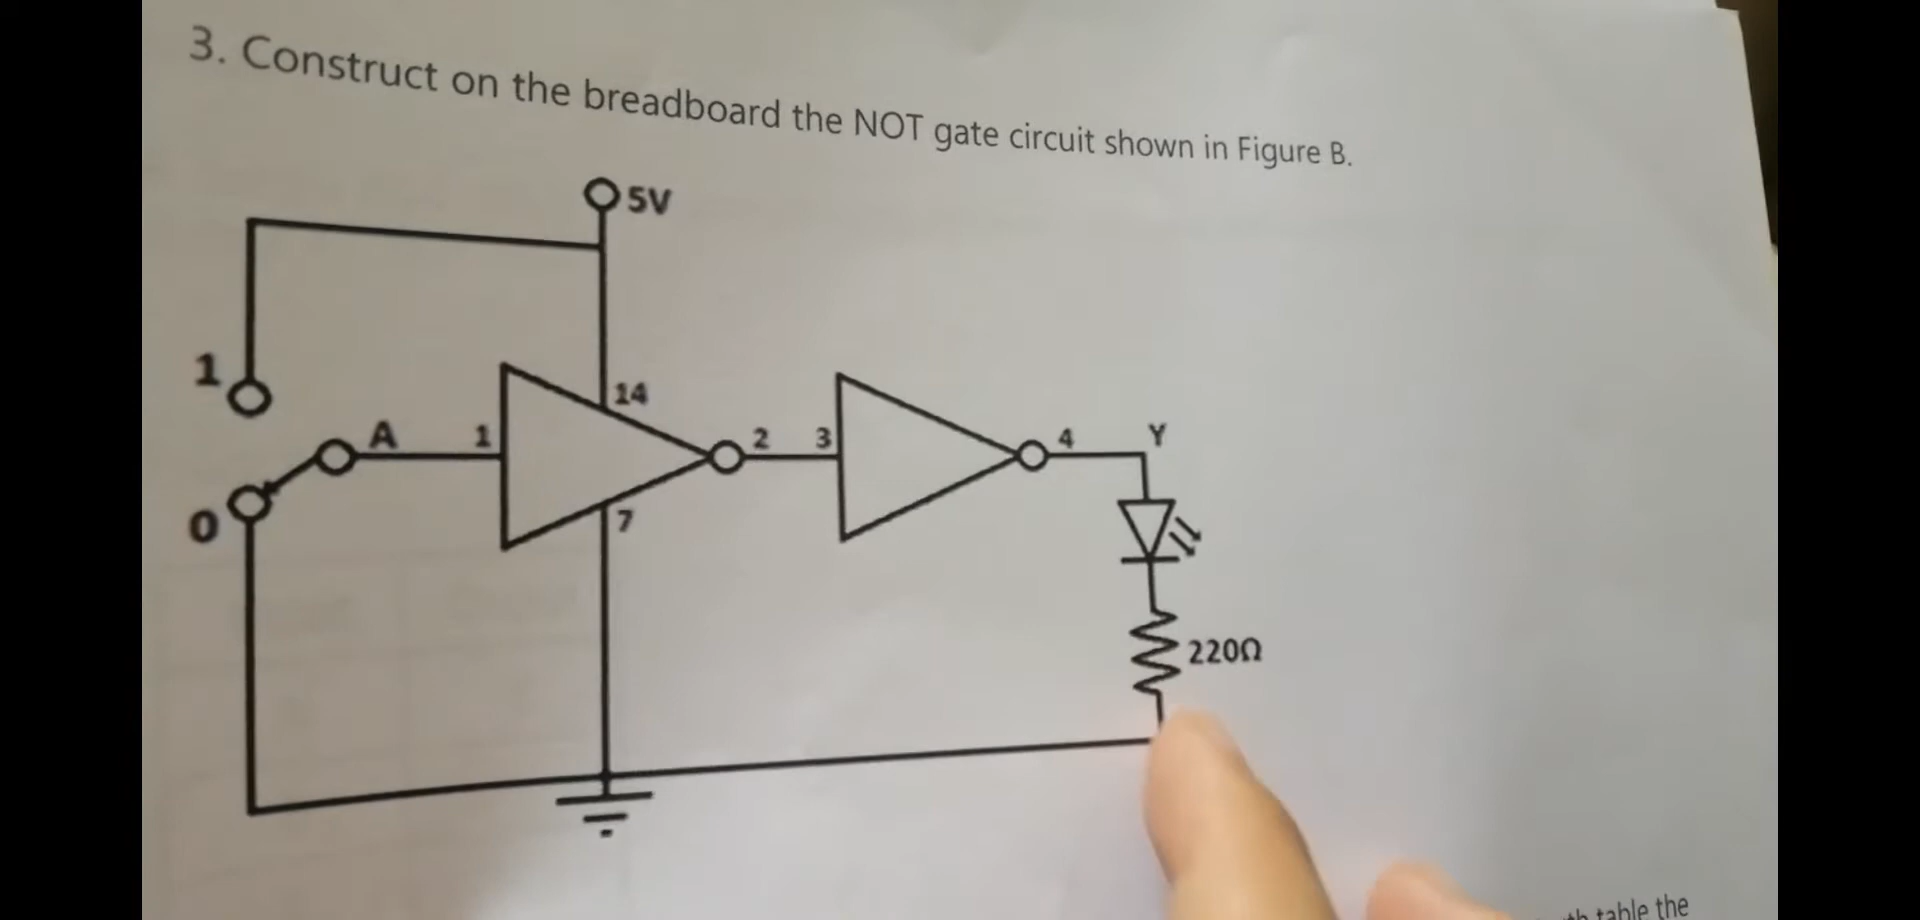 3. Construct on the breadboard the NOT gate circuit shown in Figure B.
5V
1
14
A
1
2
3
4
Y
0
7
220Ω
table the